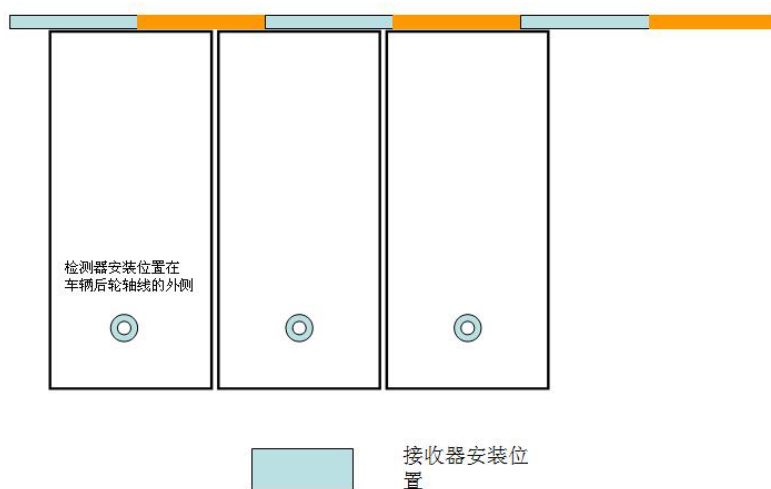 检测器安装位置在
车辆后轮轴线的外侧
接收器安装位
置